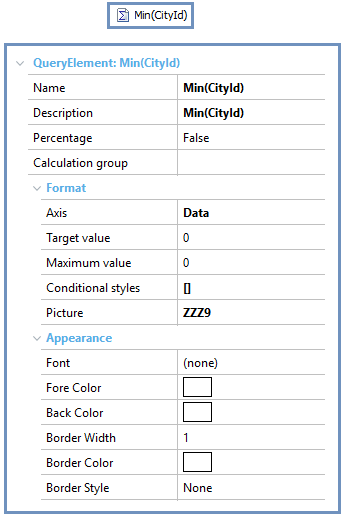 Min(CityId)
QueryElement: Min(CityId)
Name Min(CityId)
Description Min(CityId)
Percentage False
Calculation group
Format
Axis Data
Target value 0
Maximum value 0
Conditional styles []
Picture ZZZ9
Appearance
Font (none)
Fore Color
Back Color
Border Width 1
Border Color
Border Style None